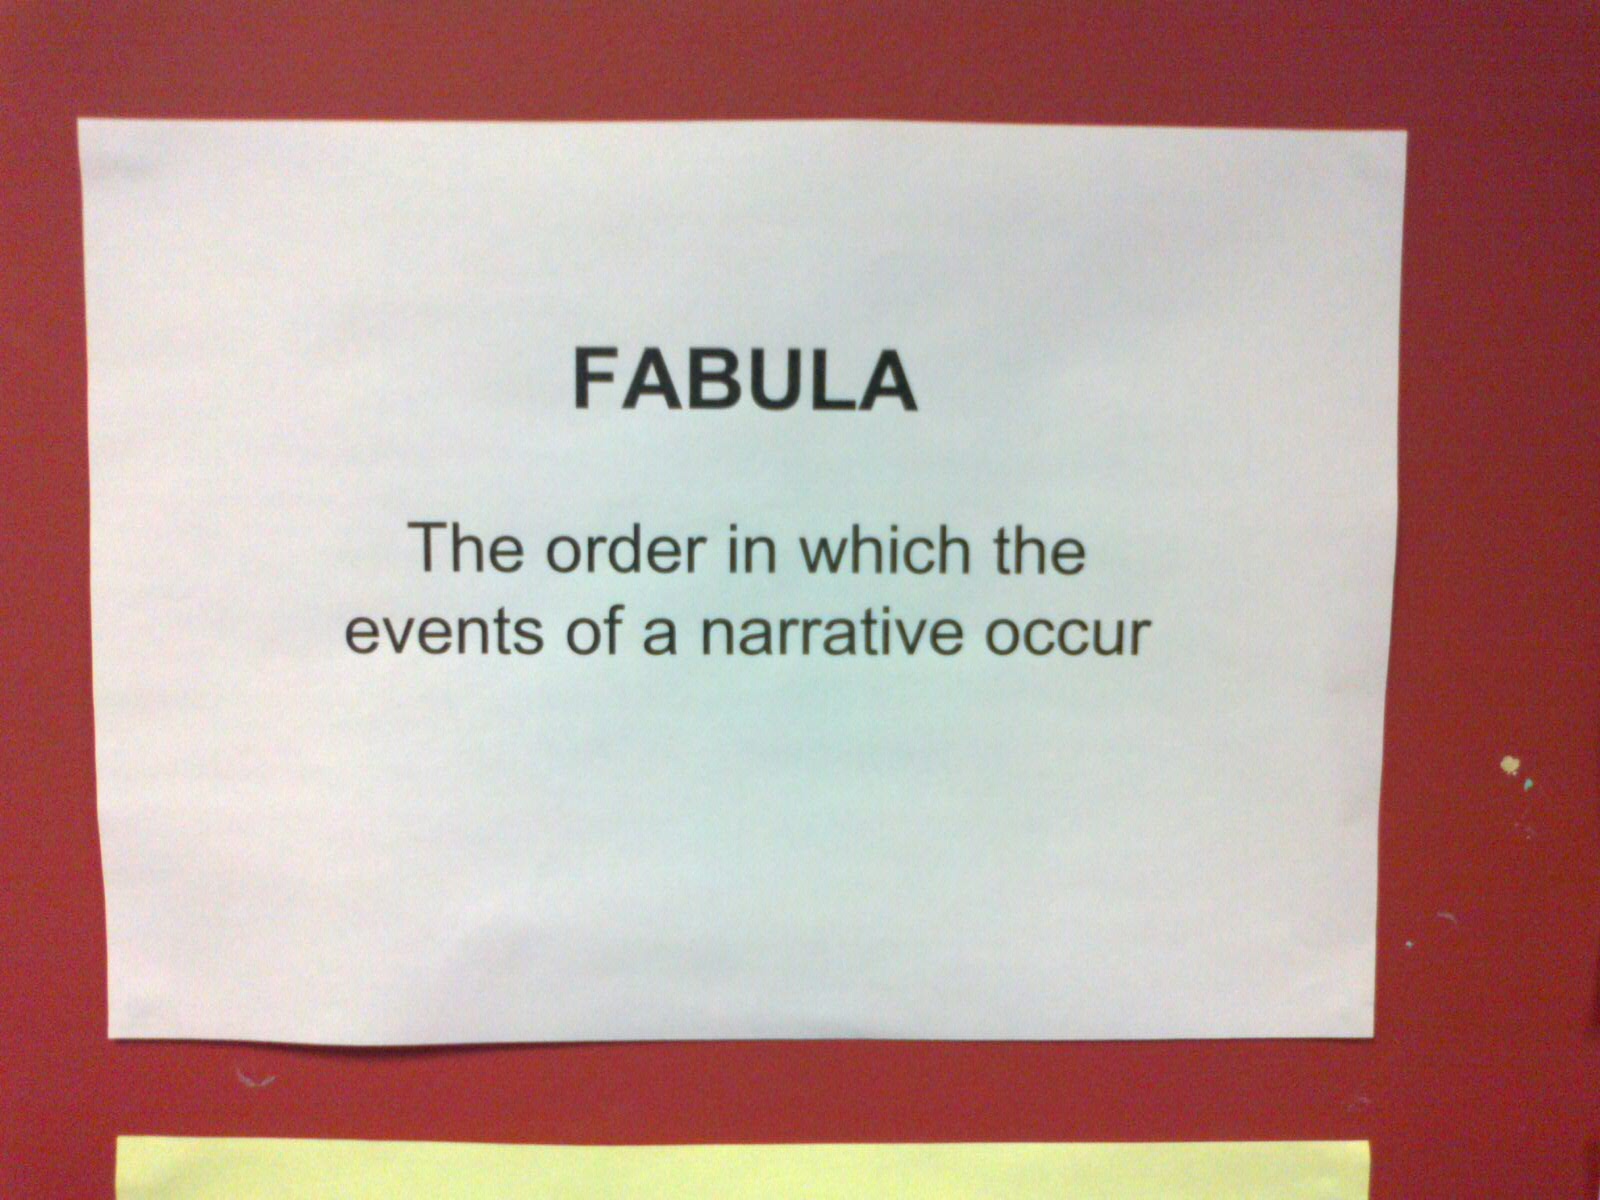 FABULA
The order in which the
events of a narrative occur